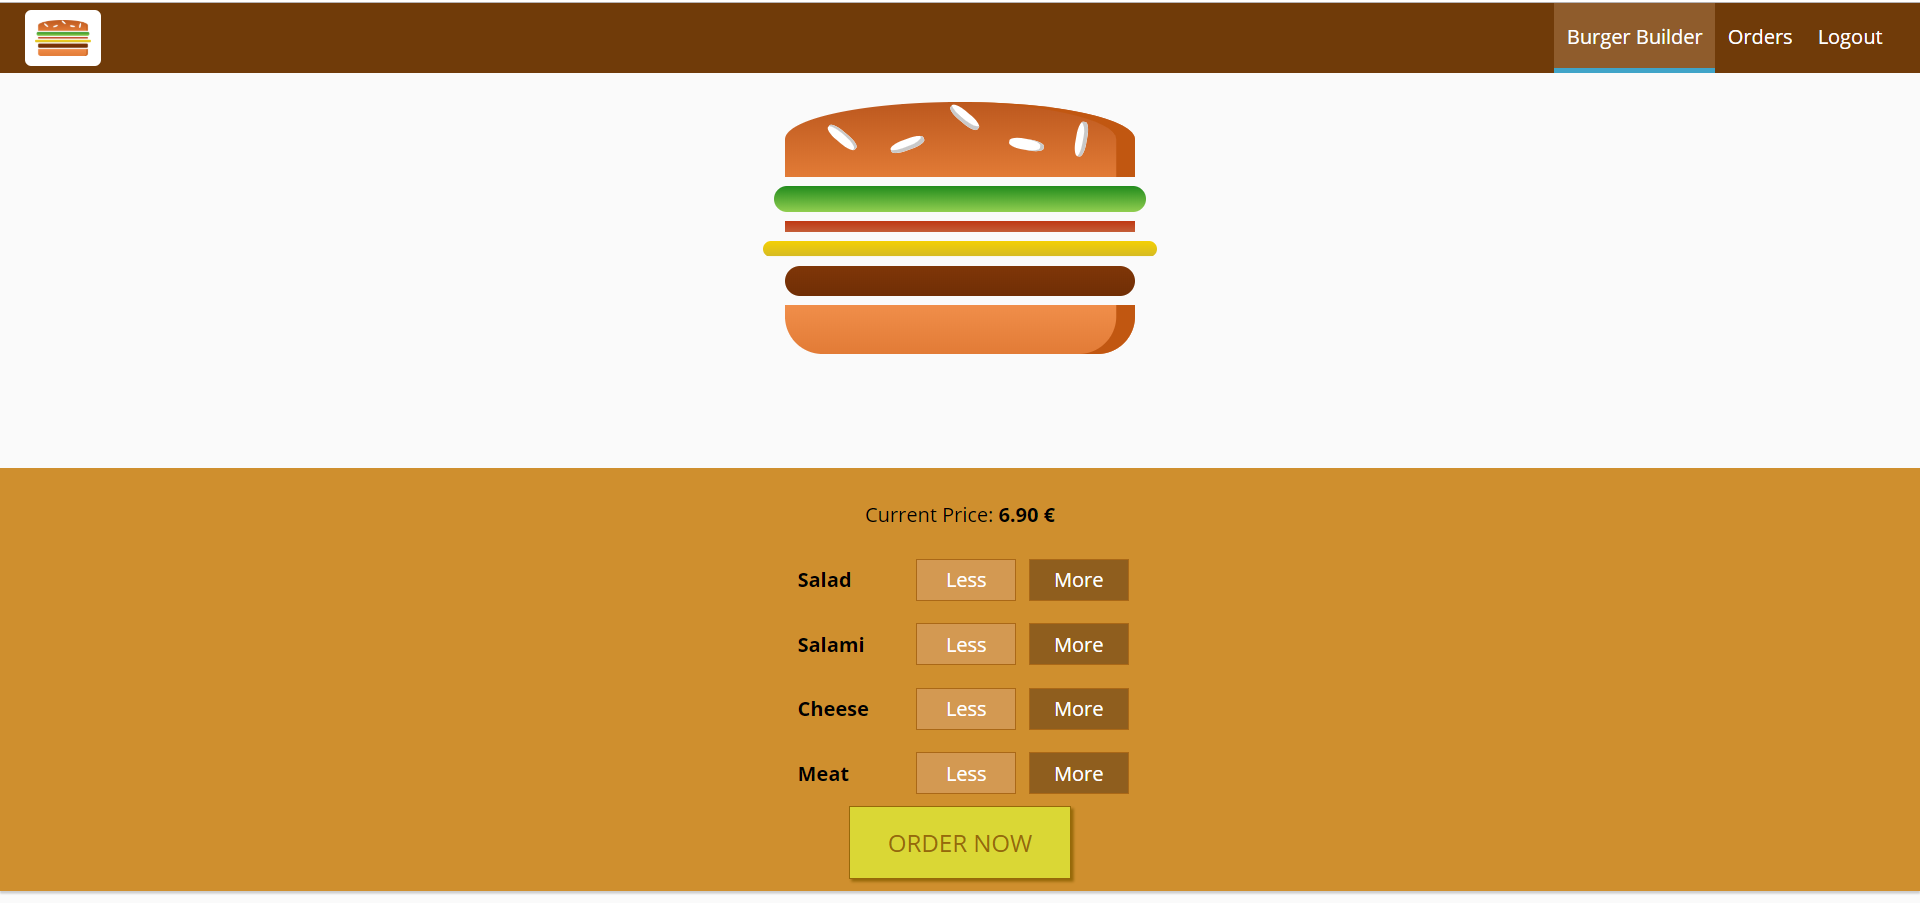 Burger Builder Orders Logout
Current Price: 6.90 €
Salad Less More
Salami Less More
Cheese Less More
Meat Less More
ORDER NOW